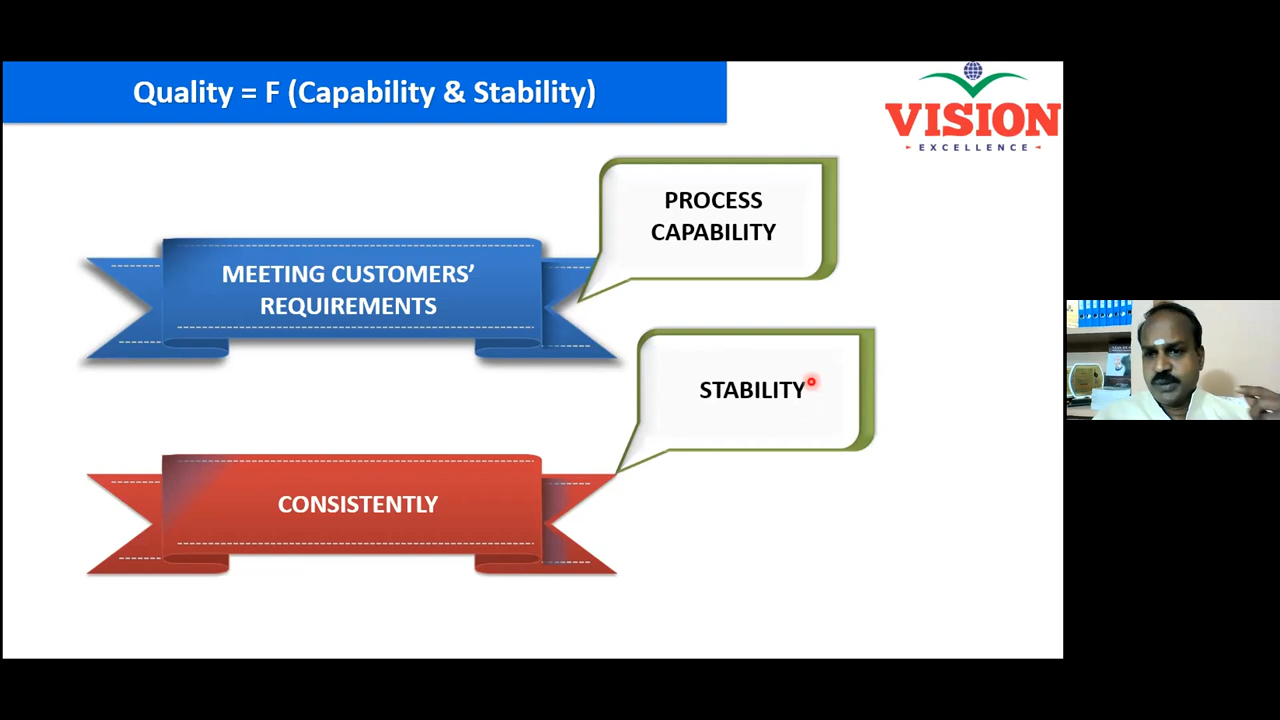 Quality = F (Capability & Stability)
VISION
EXCELLENCE
PROCESS
CAPABILITY
MEETING CUSTOMERS’
REQUIREMENTS
STABILITY
CONSISTENTLY